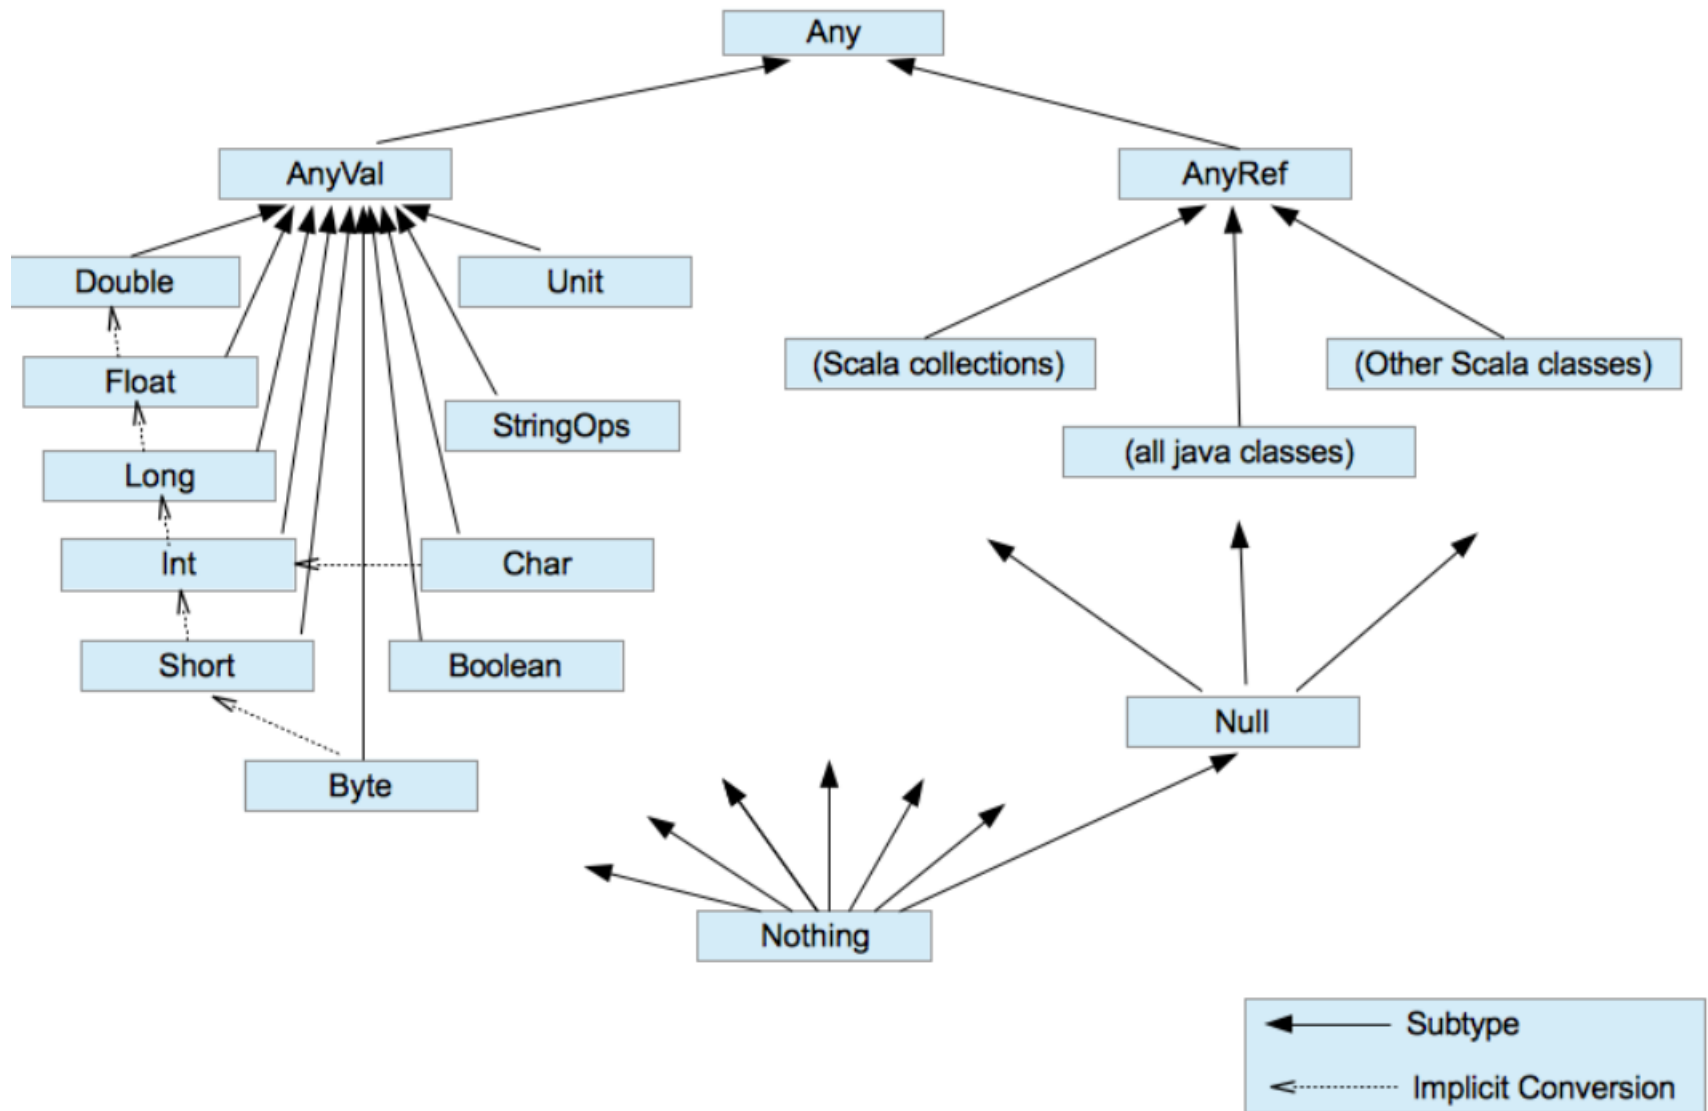 Any
AnyVal
AnyRef
Double
Unit
Float
(Scala collections)
(Other Scala classes)
StringOps
(all java classes)
Long
Int
Char
Short
Boolean
Null
Byte
Nothing
Subtype
Implicit Conversion